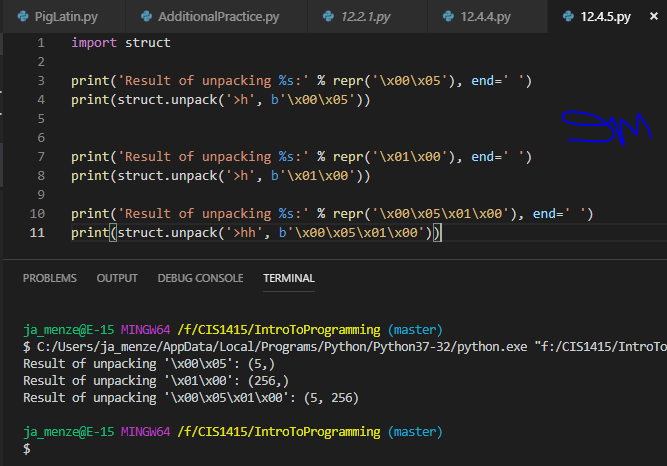 PigLatin.py AdditionalPractice.py 12.2.1.py 12.4.4.py 12.4.5.py ×
1 import struct
2
3 print('Result of unpacking %s:' % repr('\x00\x05'), end=' ')
4 print(struct.unpack('>h', b'\x00\x05'))
5
6
7 print('Result of unpacking %s:' % repr('\x01\x00'), end=' ')
8 print(struct.unpack('>h', b'\x01\x00'))
9
10 print('Result of unpacking %s:' % repr('\x00\x05\x01\x00'), end=' ')
11 print(struct.unpack('>hh', b'\x00\x05\x01\x00'))
PROBLEMS OUTPUT DEBUG CONSOLE TERMINAL
ja_menze@E-15 MINGW64 /f/CIS1415/IntroToProgramming (master)
$ C:/Users/ja_menze/AppData/Local/Programs/Python/Python37-32/python.exe "f:/CIS1415/IntroTo
Result of unpacking '\x00\x05': (5,)
Result of unpacking '\x01\x00': (256,)
Result of unpacking '\x00\x05\x01\x00': (5, 256)
ja_menze@E-15 MINGW64 /f/CIS1415/IntroToProgramming (master)
$